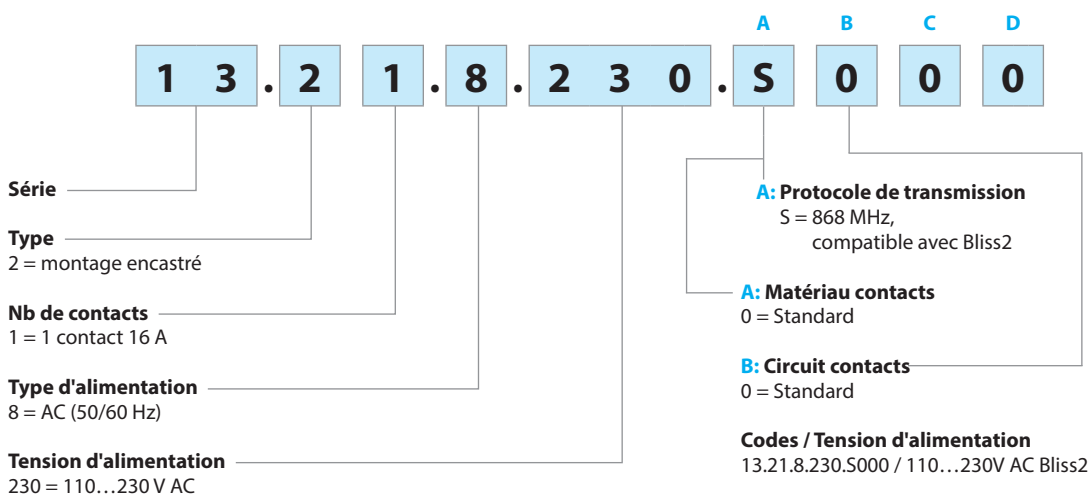 A B C D
1 3 . 2 1 . 8 . 2 3 0 . S 0 0 0
Série
Type
2 = montage encastré
Nb de contacts
1 = 1 contact 16 A
Type d'alimentation
8 = AC (50/60 Hz)
Tension d'alimentation
230 = 110…230 V AC
A: Protocole de transmission
S = 868 MHz,
compatible avec Bliss2
A: Matériau contacts
0 = Standard
B: Circuit contacts
0 = Standard
Codes / Tension d'alimentation
13.21.8.230.S000 / 110…230V AC Bliss2